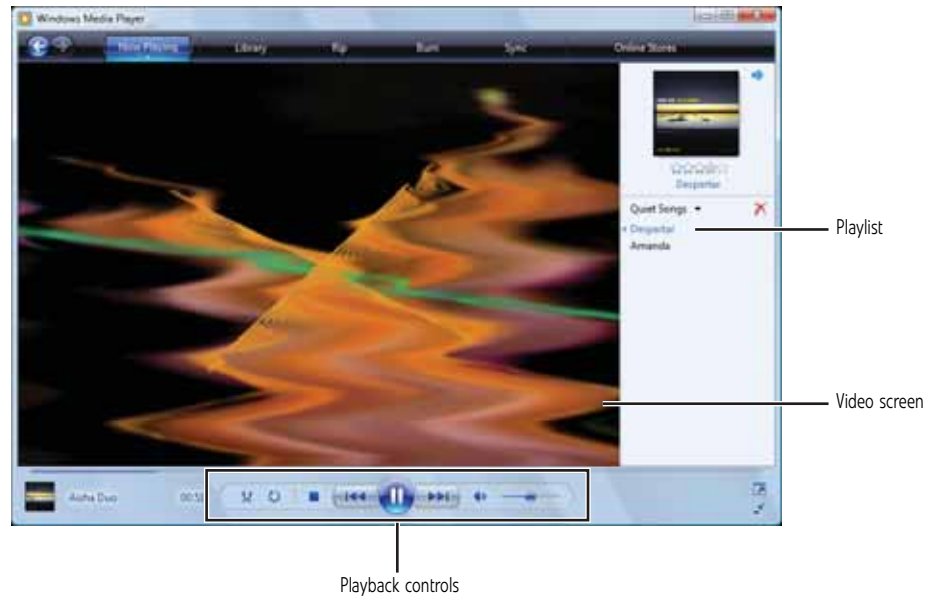 Windows Media Player
Now Playing
Library
Rip
Burn
Sync
Online Stores
Despertar
Quiet Songs
Despertar
Amanda
Playlist
Video screen
Aloha Duo
Playback controls